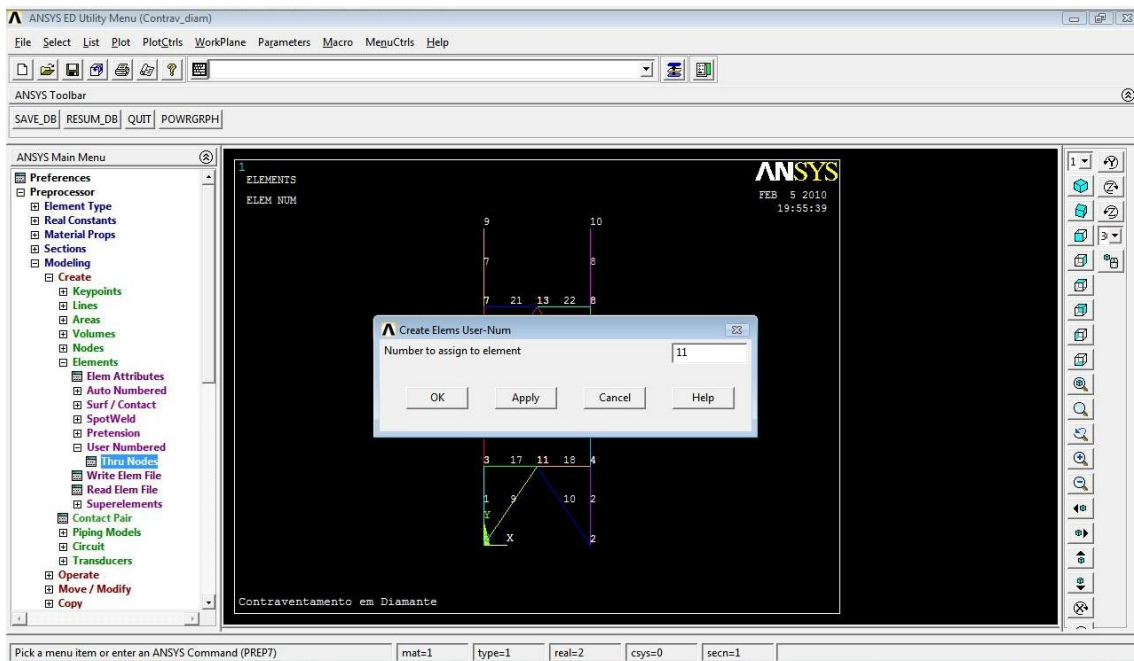 ANSYS ED Utility Menu (Contrav_diam)
File Select List Plot PlotCtrls WorkPlane Parameters Macro MenuCtrls Help
ANSYS Toolbar
SAVE_DB RESUM_DB QUIT POWRGRPH
ANSYS Main Menu
Preferences
Preprocessor
Element Type
Real Constants
Material Props
Sections
Modeling
Create
Keypoints
Lines
Areas
Volumes
Nodes
Elements
Elem Attributes
Auto Numbered
Surf / Contact
SpotWeld
Pretension
User Numbered
Thru Nodes
Write Elem File
Read Elem File
Superelements
Contact Pair
Piping Models
Circuit
Transducers
Operate
Move / Modify
Copy
1
ELEMENTS
ELEM NUM
ANSYS
FEB 5 2010
19:55:39
9 10
7 8
7 21 13 22 8
Create Elems User-Num
Number to assign to element 11
OK Apply Cancel Help
3 17 11 18 4
1 9 10 2
Y
X 2
Contraventamento em Diamante
1
Pick a menu item or enter an ANSYS Command (PREP7) mat=1 type=1 real=2 csys=0 secn=1